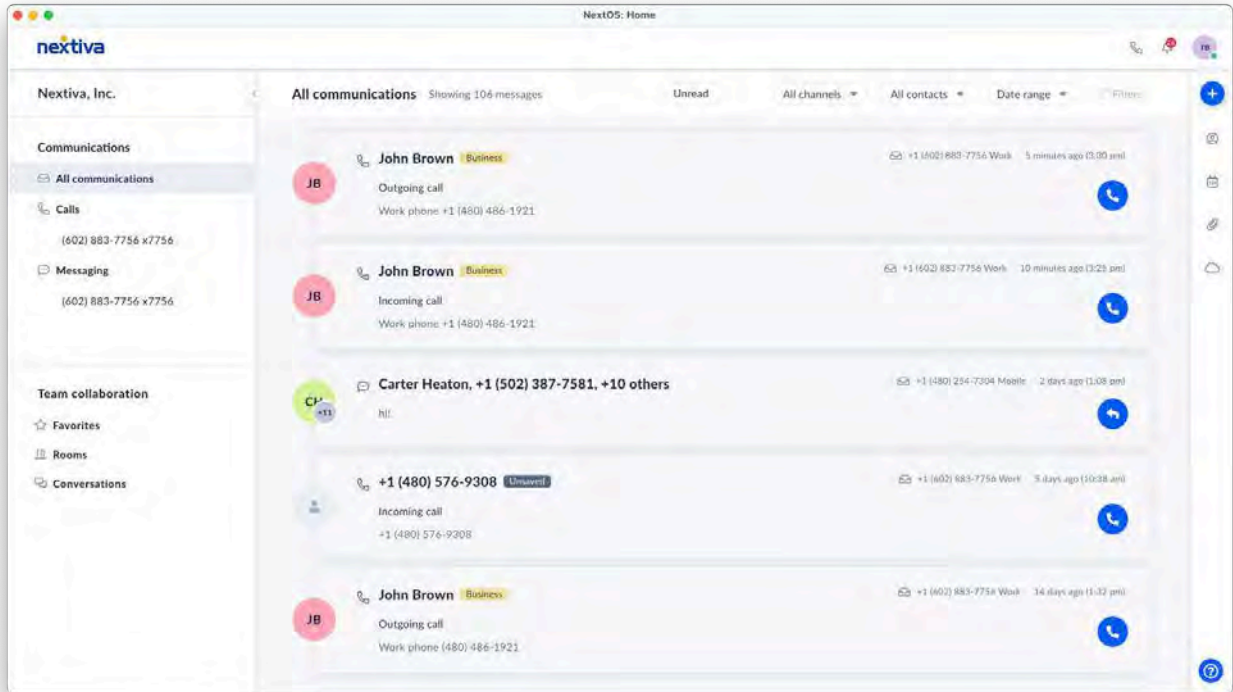 NextOS: Home
nextiva
JB
Nextiva, Inc.
Communications
All communications
Calls
(602) 883-7756 x7756
Messaging
(602) 883-7756 x7756
Team collaboration
Favorites
Rooms
Conversations
All communications Showing 106 messages Unread All channels All contacts Date range Filters
JB
John Brown Business
+1 (602) 883-7756 Work 5 minutes ago (3:30 pm)
Outgoing call
Work phone +1 (480) 486-1921
JB
John Brown Business
+1 (602) 883-7756 Work 10 minutes ago (3:25 pm)
Incoming call
Work phone +1 (480) 486-1921
CH
+11
Carter Heaton, +1 (502) 387-7581, +10 others
+1 (480) 254-7304 Mobile 2 days ago (1:08 pm)
hi!
+1 (480) 576-9308 Unsaved
+1 (602) 883-7756 Work 5 days ago (10:38 am)
Incoming call
+1 (480) 576-9308
JB
John Brown Business
+1 (602) 883-7756 Work 14 days ago (1:32 pm)
Outgoing call
Work phone (480) 486-1921